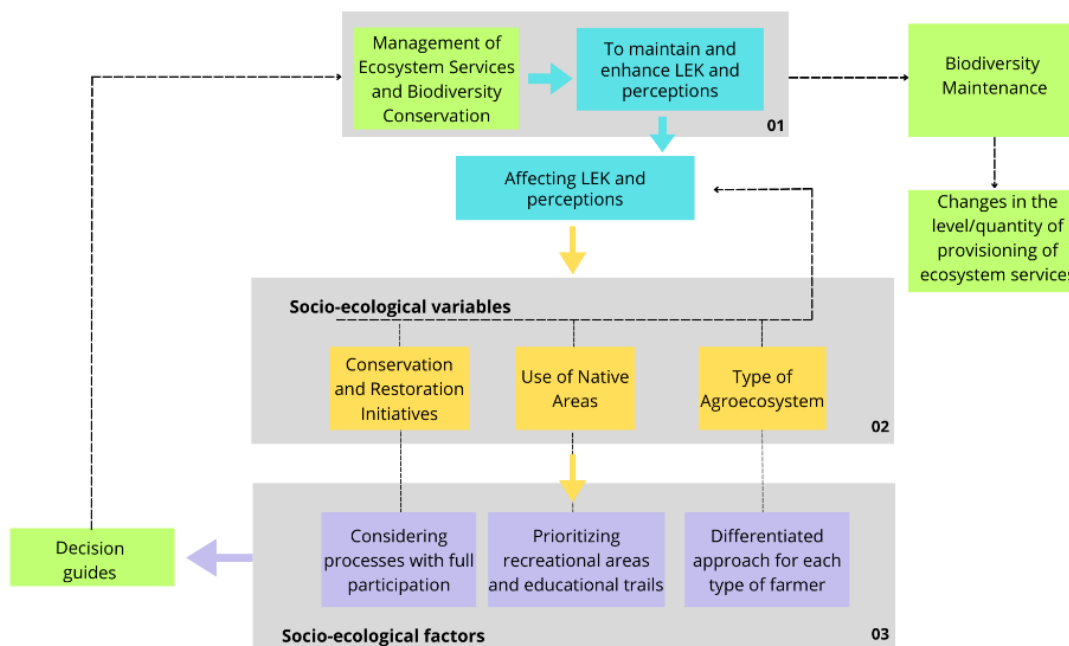 Management of
Ecosystem Services
and Biodiversity
Conservation
To maintain and
enhance LEK and
perceptions
01
Biodiversity
Maintenance
Affecting LEK and
perceptions
Changes in the
level/quantity of
provisioning of
ecosystem services
Socio-ecological variables
Conservation
and Restoration
Initiatives
Use of Native
Areas
Type of
Agroecosystem
02
Considering
processes with full
participation
Prioritizing
recreational areas
and educational trails
Differentiated
approach for each
type of farmer
Decision
guides
Socio-ecological factors
03